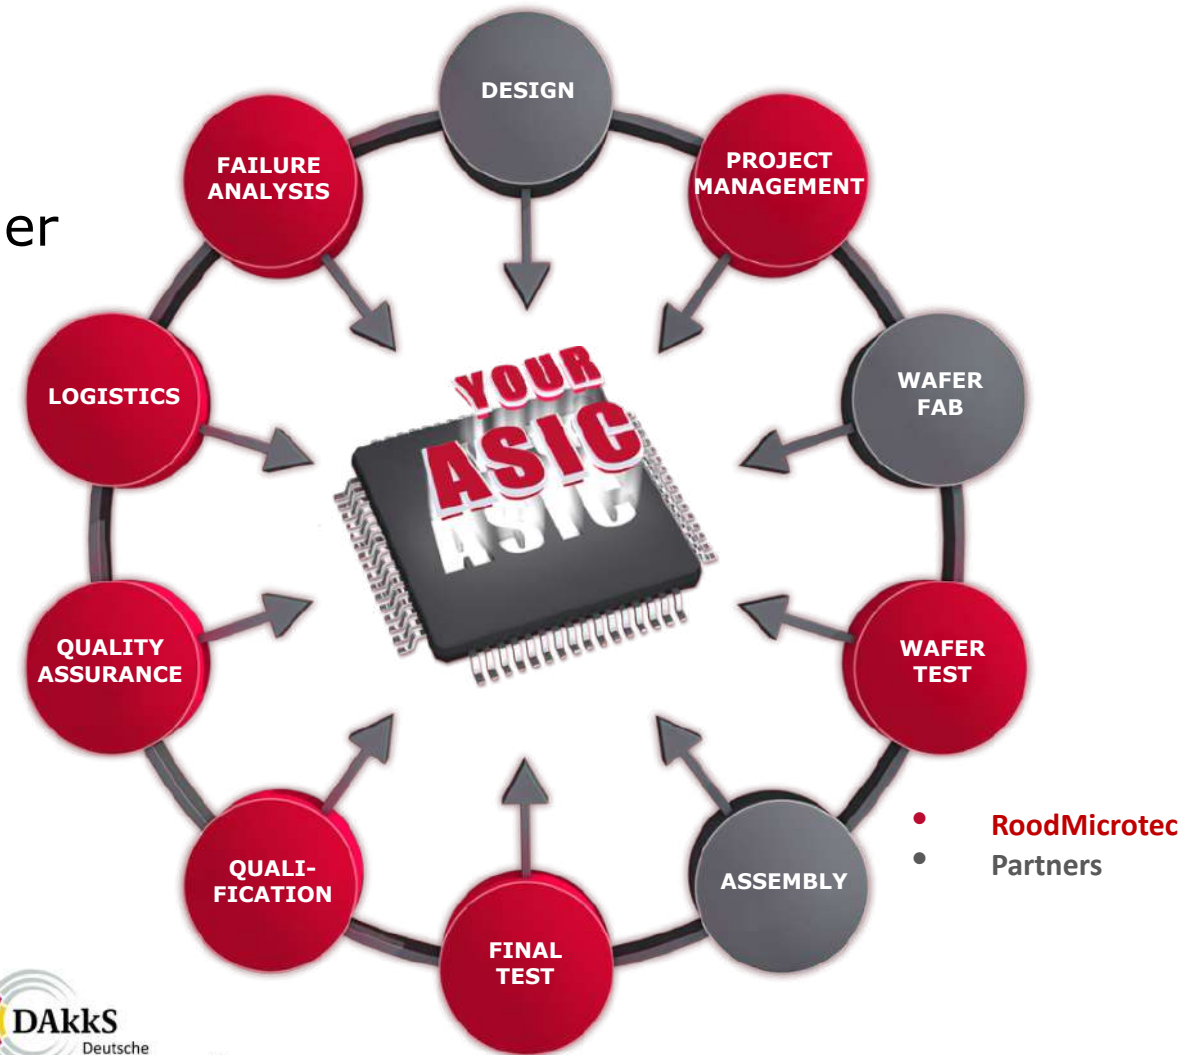 DESIGN
FAILURE
ANALYSIS
PROJECT
MANAGEMENT
er
LOGISTICS
YOUR
ASIC
ASIC
WAFER
FAB
QUALITY
ASSURANCE
WAFER
TEST
QUALI-
FICATION
FINAL
TEST
ASSEMBLY
• RoodMicrotec
• Partners
DAkkS
Deutsche